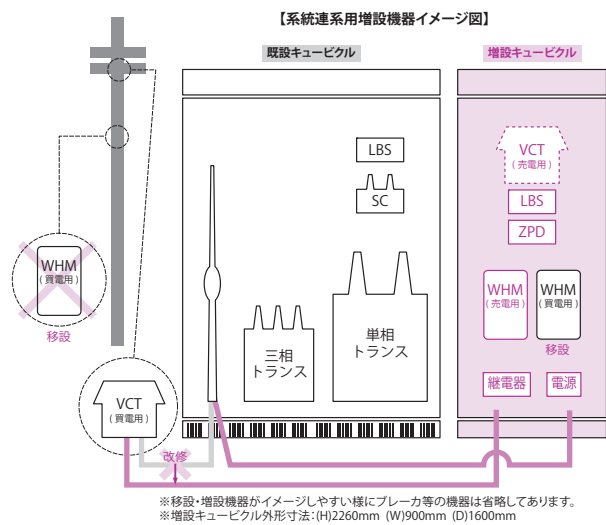 【系統連系用増設機器イメージ図】
既設キュービクル
増設キュービクル
LBS
SC
三相
トランス
単相
トランス
VCT
(売電用)
LBS
ZPD
WHM
(売電用)
WHM
(買電用)
移設
継電器
電源
WHM
(買電用)
移設
VCT
(買電用)
改修
※移設・増設機器がイメージしやすい様にブレーカ等の機器は省略してあります。
※増設キュービクル外形寸法:(H)2260mm (W)900mm (D)1600mm